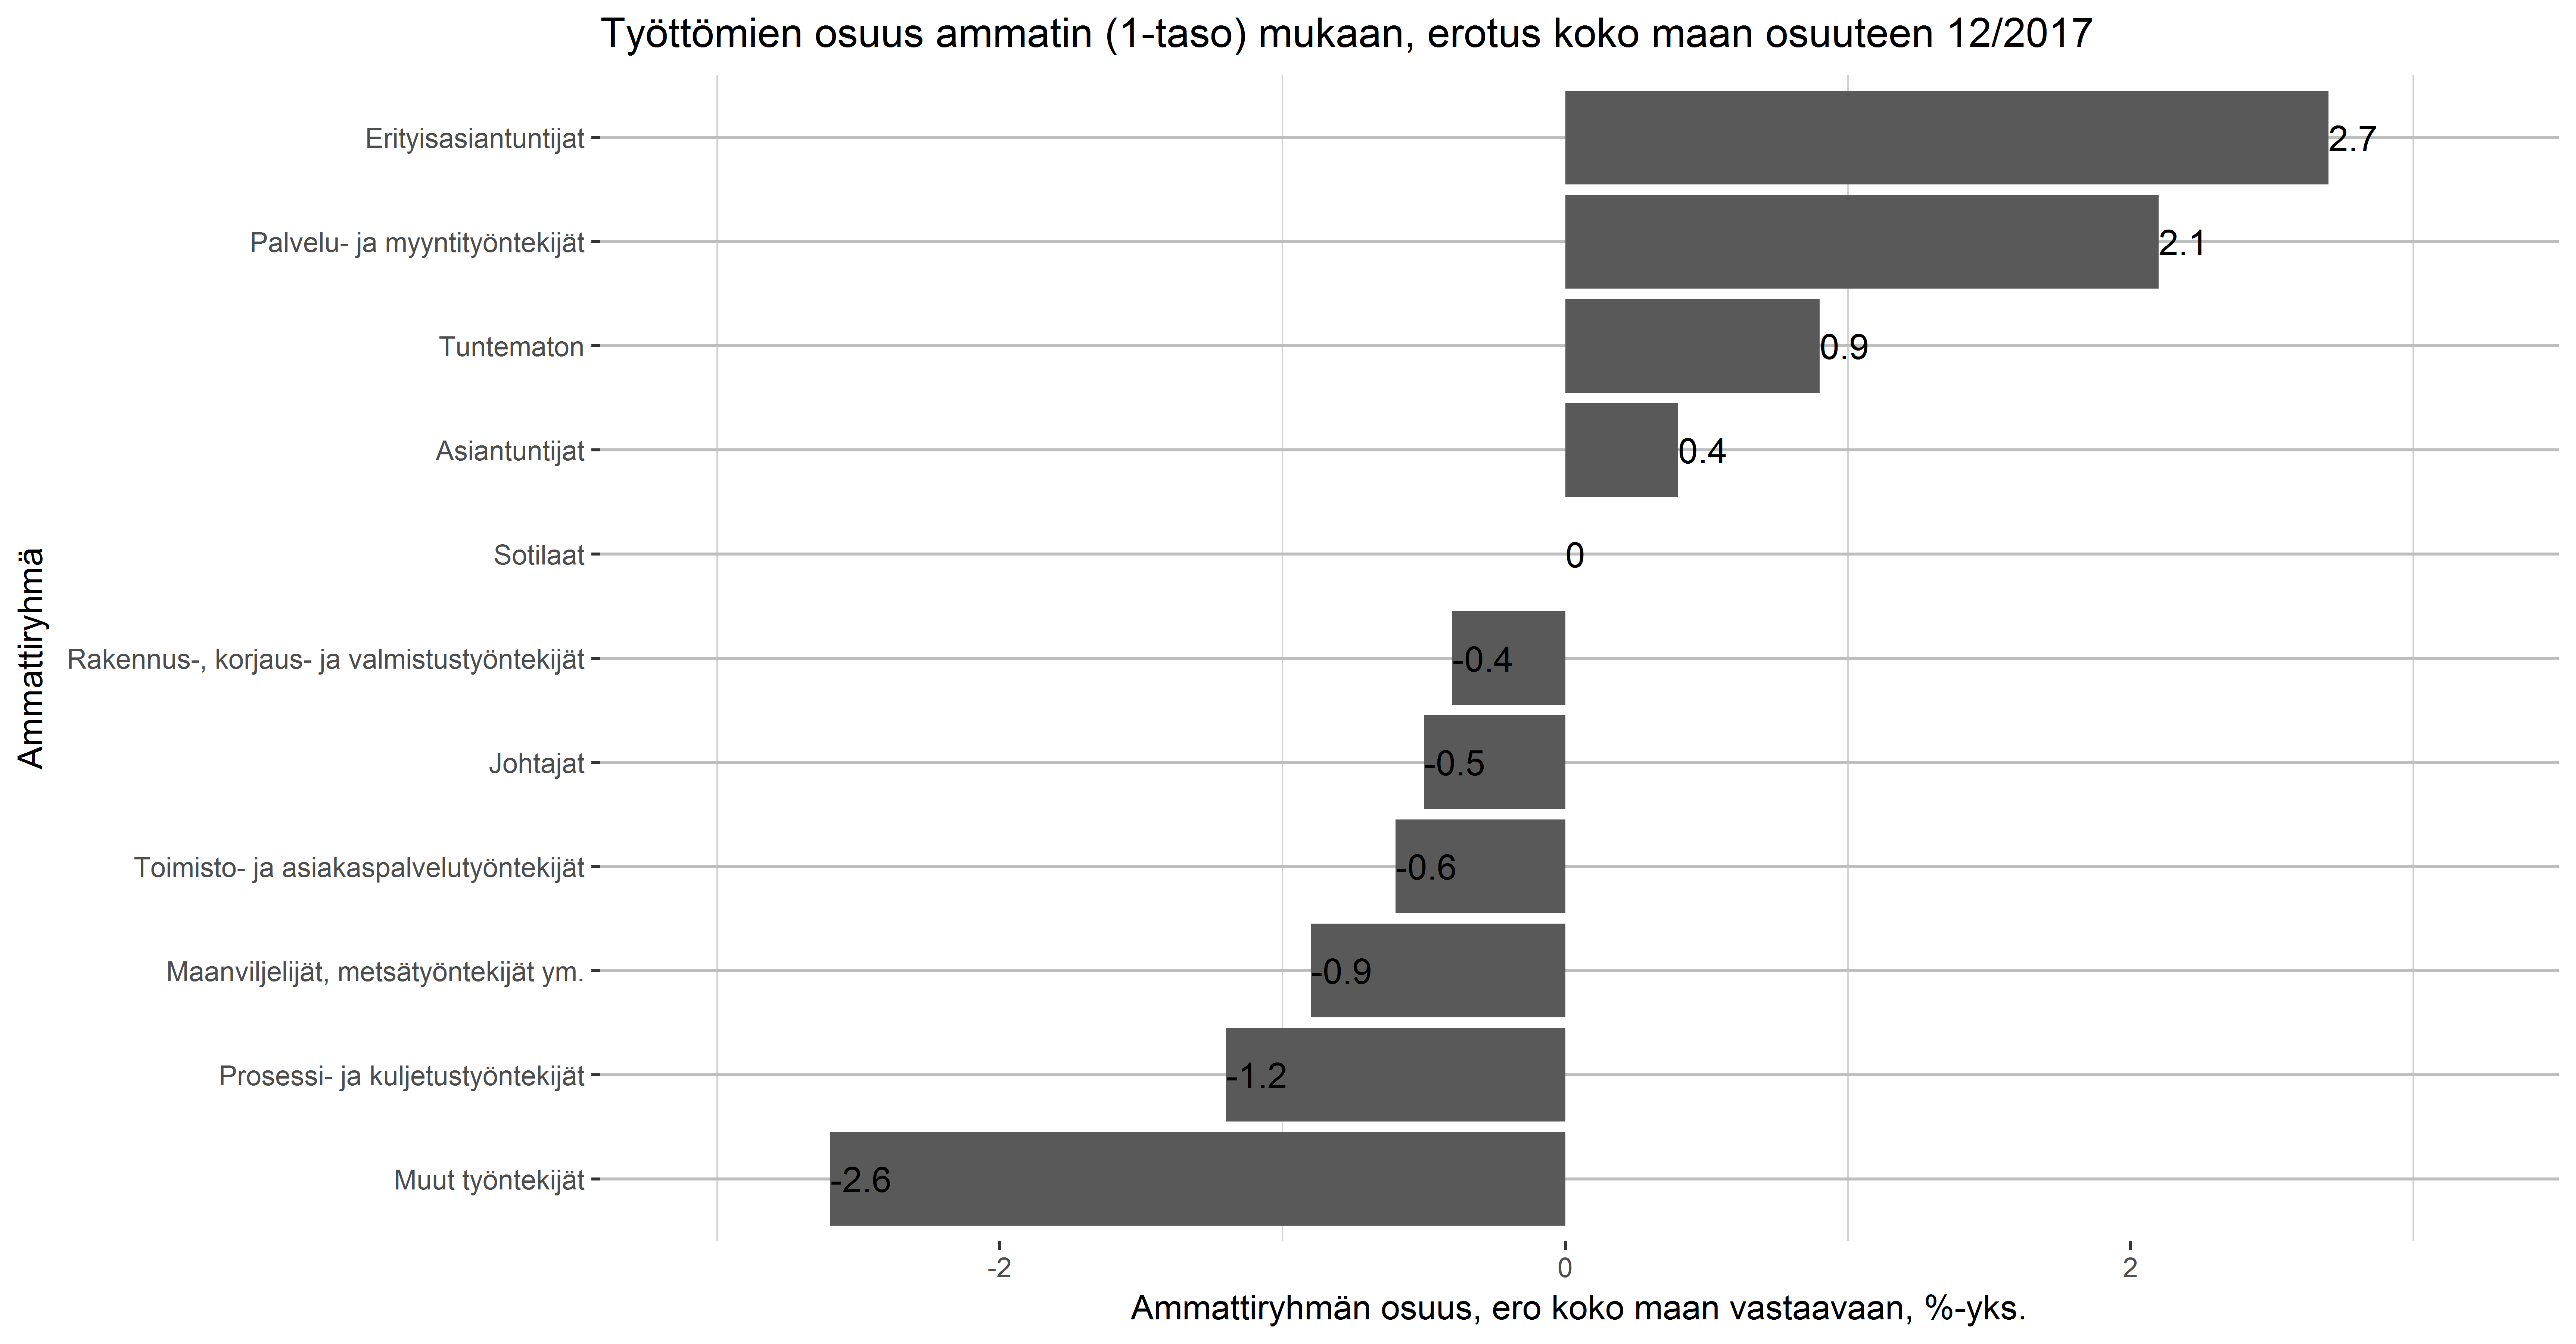 Työttömien osuus ammatin (1-taso) mukaan, erotus koko maan osuuteen 12/2017
Ammattiryhmä
Erityisasiantuntijat 2.7
Palvelu- ja myyntityöntekijät 2.1
Tuntematon 0.9
Asiantuntijat 0.4
Sotilaat 0
Rakennus-, korjaus- ja valmistustyöntekijät -0.4
Johtajat -0.5
Toimisto- ja asiakaspalvelutyöntekijät -0.6
Maanviljelijät, metsätyöntekijät ym. -0.9
Prosessi- ja kuljetustyöntekijät -1.2
Muut työntekijät -2.6
-2 0 2
Ammattiryhmän osuus, ero koko maan vastaavaan, %-yks.